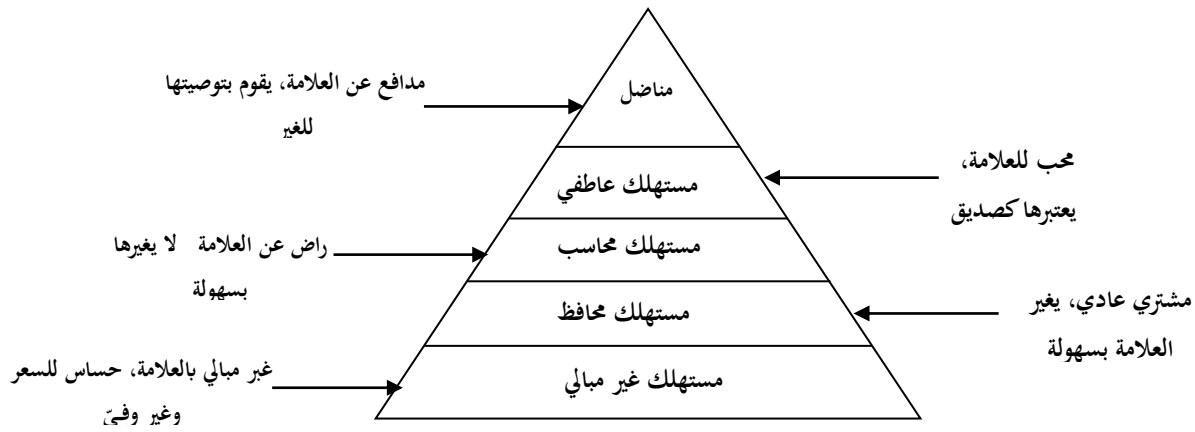 مناضل
مدافع عن العلامة، يقوم بتوصيتها
للغير
محب للعلامة،
يعتبرها كصديق
مستهلك عاطفي
راض عن العلامة لا يغيرها
بسهولة
مستهلك محاسب
مشتري عادي، يغير
العلامة بسهولة
مستهلك محافظ
غبر مبالي بالعلامة، حساس للسعر
وغير وفيّ
مستهلك غير مبالي